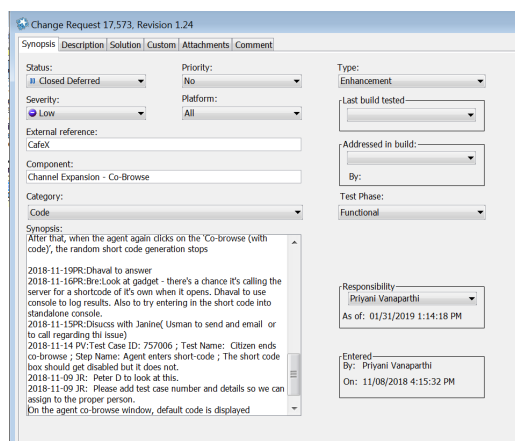 Change Request 17,573, Revision 1.24
Synopsis Description Solution Custom Attachments Comment
Status: Priority: Type:
Closed Deferred No Enhancement
Severity: Platform: Last build tested
Low All
External reference:
CafeX
Addressed in build:
Component:
Channel Expansion - Co-Browse
By:
Category: Test Phase:
Code Functional
Synopsis:
After that, when the agent again clicks on the 'Co-browse (with
code)', the random short code generation stops
2018-11-19PR:Dhaval to answer
2018-11-16PR:Bre:Look at gadget - there's a chance it's calling the
server for a shortcode of it's own when it opens. Dhaval to use
console to log results. Also to try entering in the short code into
standalone console.
2018-11-15PR:Disucss with Janine( Usman to send and email or
to call regarding thi issue)
2018-11-14 PV:Test Case ID: 757006 ; Test Name: Citizen ends
co-browse ; Step Name: Agent enters short-code ; The short code
box should get disabled but it does not.
2018-11-09 JR: Peter D to look at this.
2018-11-09 JR: Please add test case number and details so we can
assign to the proper person.
On the agent co-browse window, default code is displayed
Responsibility
Priyani Vanaparthi
As of: 01/31/2019 1:14:18 PM
Entered
By: Priyani Vanaparthi
On: 11/08/2018 4:15:32 PM